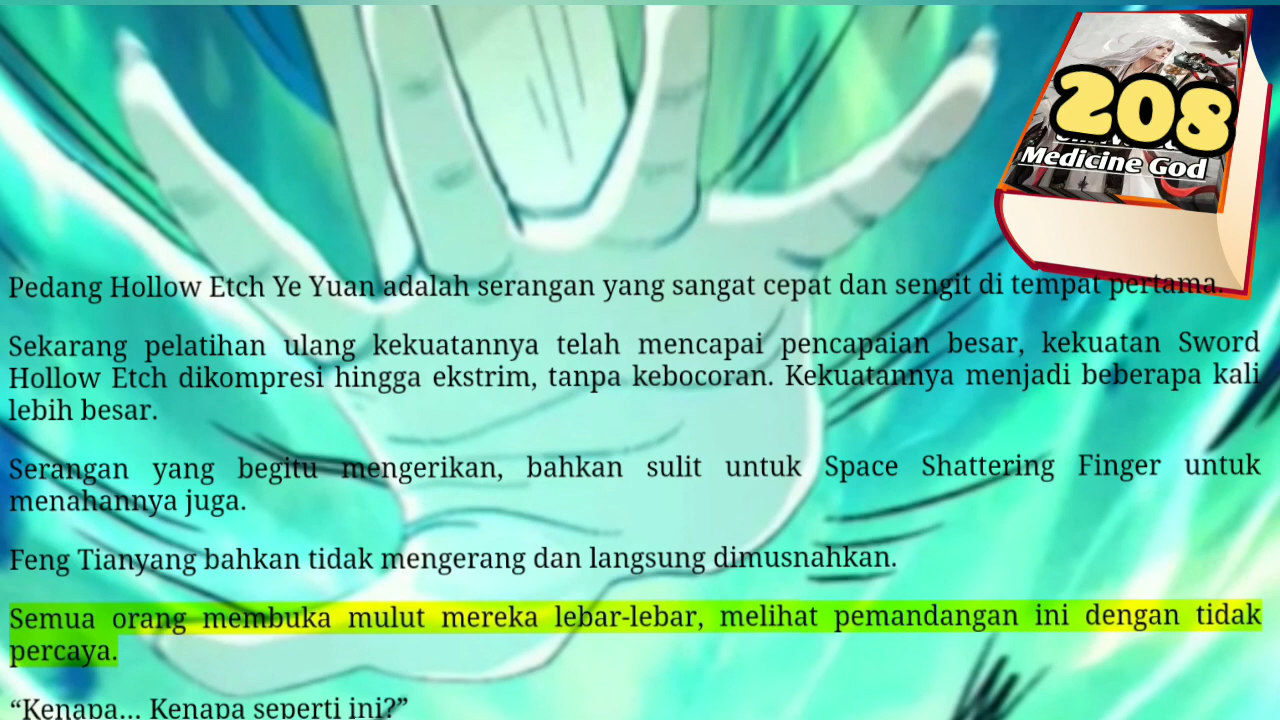 208
Medicine God
Pedang Hollow Etch Ye Yuan adalah serangan yang sangat cepat dan sengit di tempat pertama.
Sekarang pelatihan ulang kekuatannya telah mencapai pencapaian besar, kekuatan Sword
Hollow Etch dikompresi hingga ekstrim, tanpa kebocoran. Kekuatannya menjadi beberapa kali
lebih besar.
Serangan yang begitu mengerikan, bahkan sulit untuk Space Shattering Finger untuk
menahannya juga.
Feng Tianyang bahkan tidak mengerang dan langsung dimusnahkan.
Semua orang membuka mulut mereka lebar-lebar, melihat pemandangan ini dengan tidak
percaya.
“Kenapa... Kenapa seperti ini?”